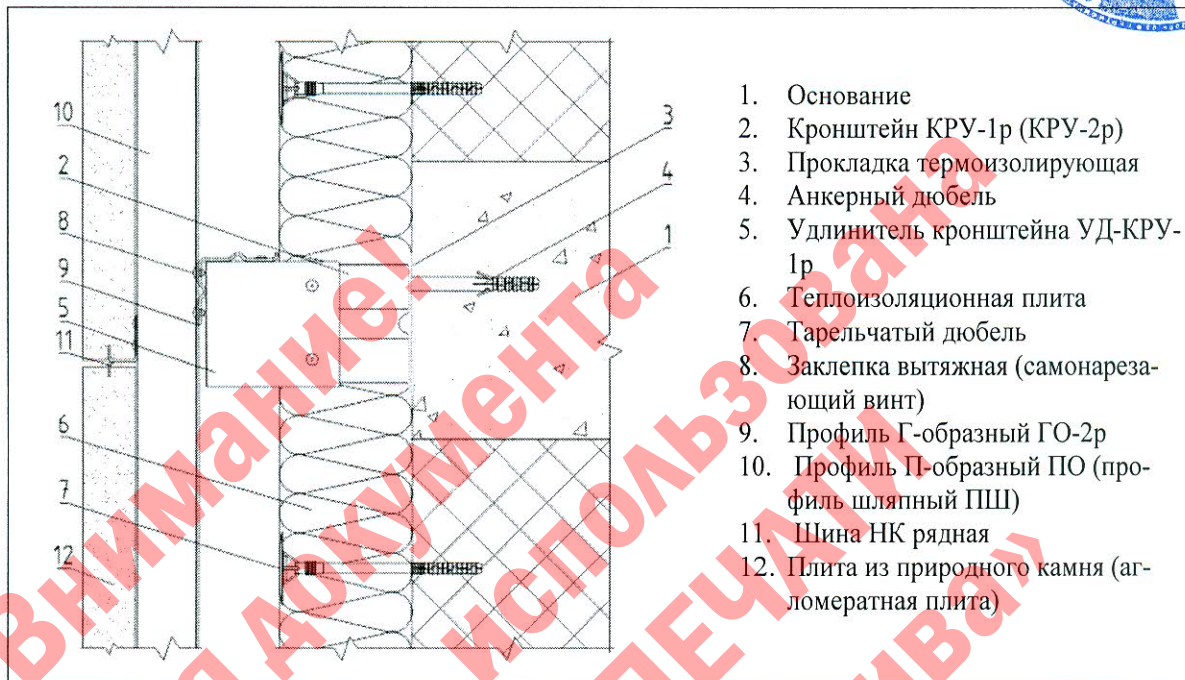 1. Основание
2. Кронштейн КРУ-1р (КРУ-2р)
3. Прокладка термоизолирующая
4. Анкерный дюбель
5. Удлинитель кронштейна УД-КРУ-
1р
6. Теплоизоляционная плита
7. Тарельчатый дюбель
8. Заклепка вытяжная (самонареза-
ющий винт)
9. Профиль Г-образный ГО-2р
10. Профиль П-образный ПО (про-
филь шляпный ПШ)
11. Шина НК рядная
12. Плита из природного камня (аг-
ломератная плита)
10
2
8
9
5
11
6
7
12
3
4
1
Внимание!
документа
использована
ПЕЧАТИ